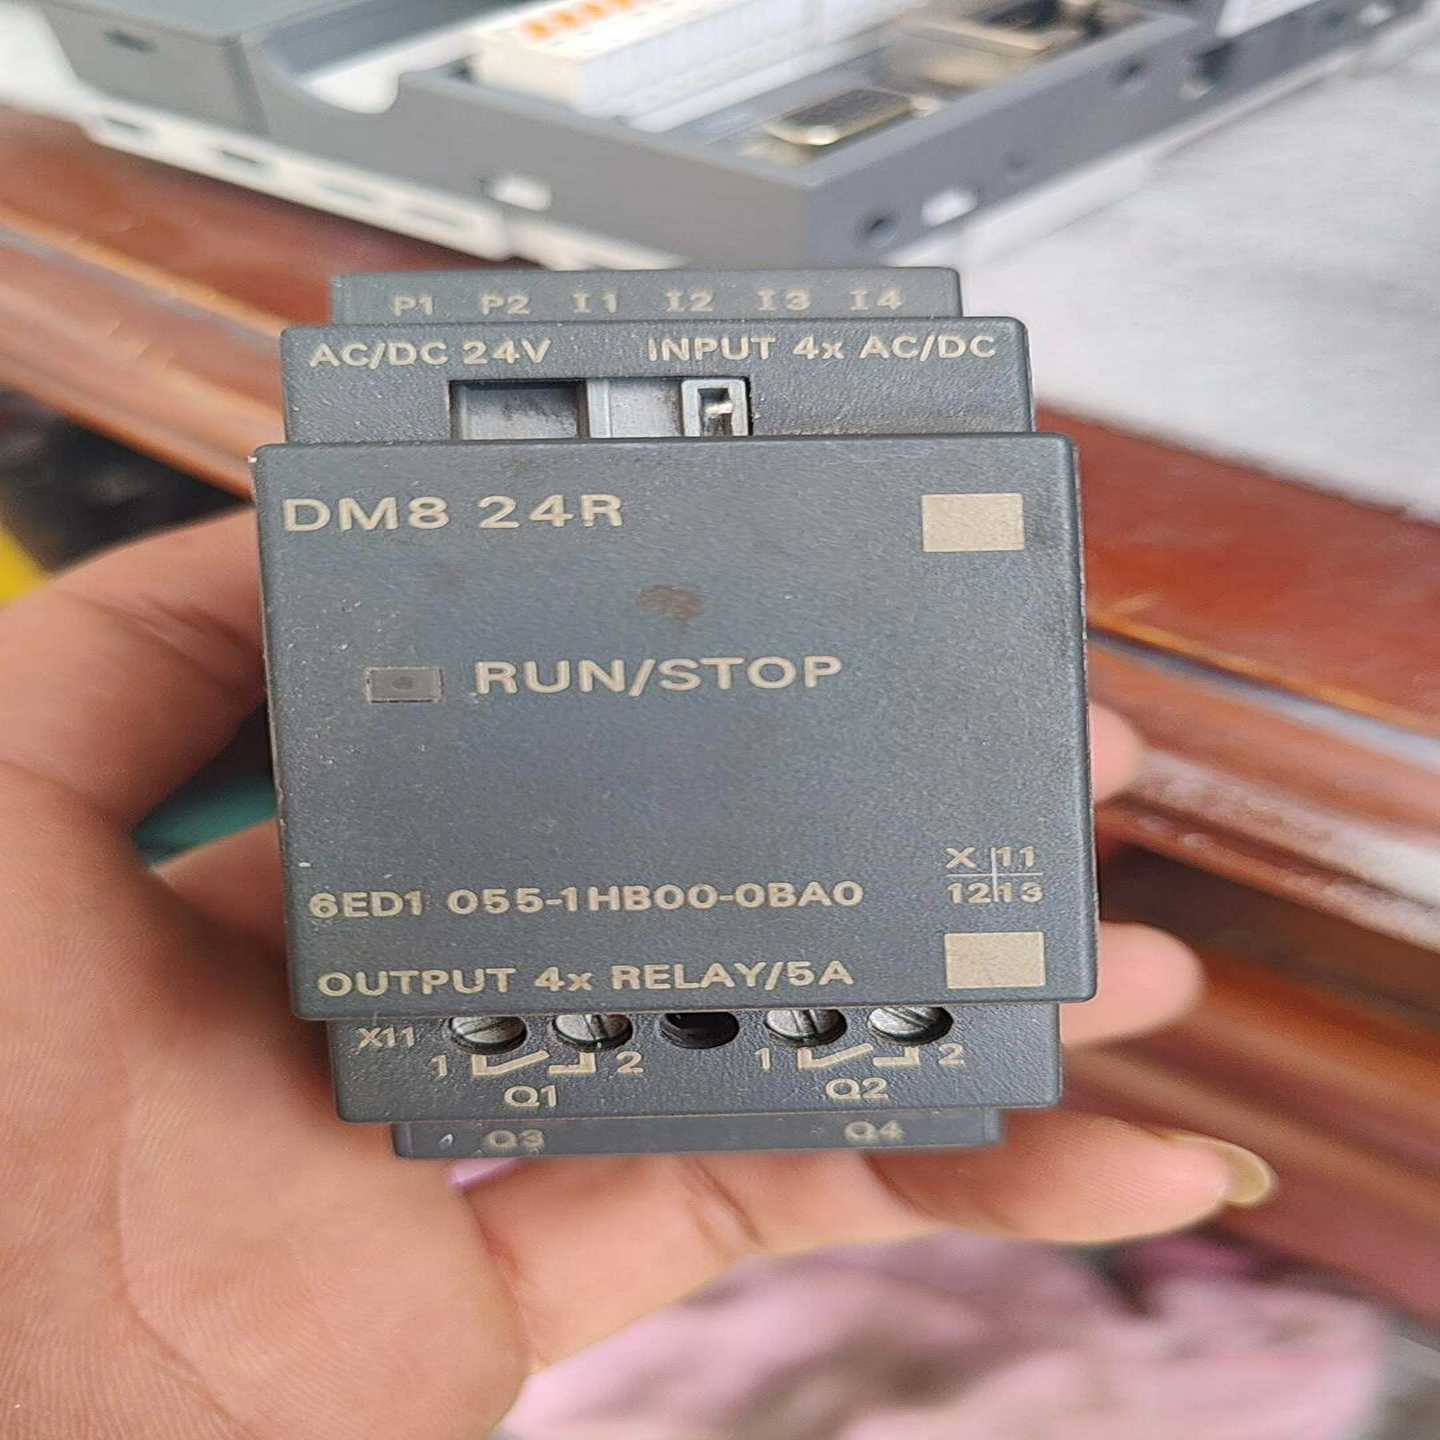 P1 P2 I1 I2 I3 I4
AC/DC 24V INPUT 4x AC/DC
DM8 24R
RUN/STOP
X 11
12 13
6ED1 055-1HB00-0BA0
OUTPUT 4x RELAY/5A
X11
1 2 1 2
Q1 Q2
Q3 Q4